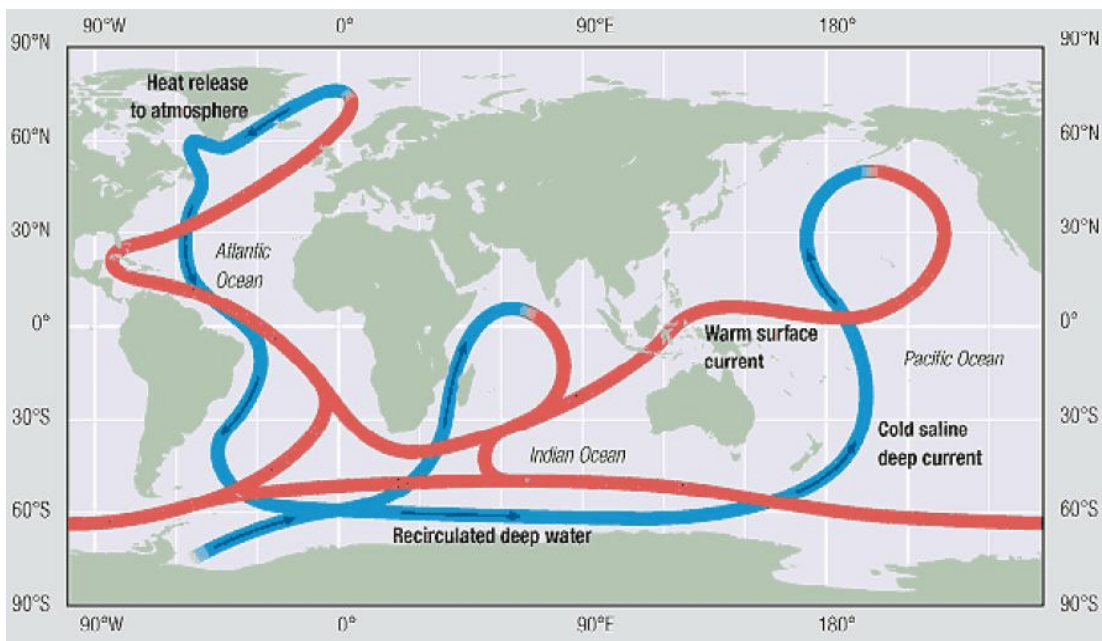 90°W 0° 90°E 180°
90°N 90°N
Heat release
to atmosphere
60°N 60°N
30°N 30°N
Atlantic
Ocean
0° 0°
Warm surface
current
Pacific Ocean
30°S 30°S
Cold saline
deep current
Indian Ocean
60°S 60°S
Recirculated deep water
90°S 90°S
90°W 0° 90°E 180°